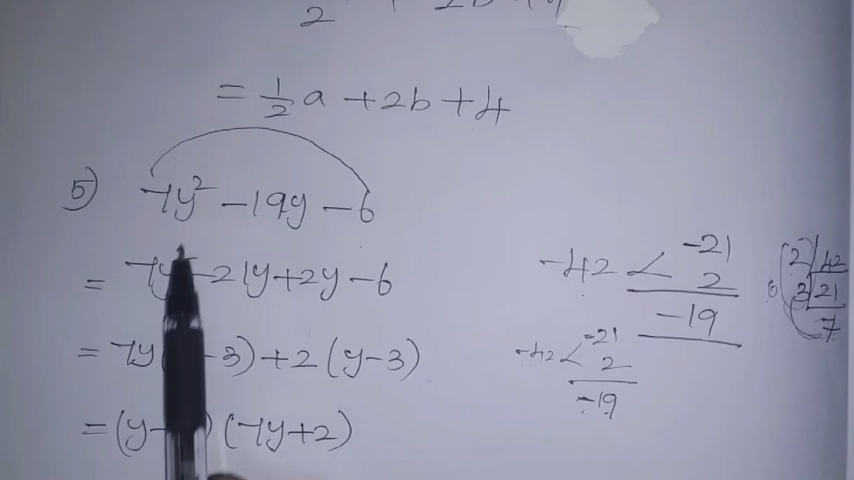 2
= 1/2 a + 2b + 4
5) 7y² - 19y - 6
= 7y - 21y + 2y - 6
= 7y( - 3) + 2 (y - 3)
= (y - ) (7y + 2)
-42 < -21
2
-19
-42 < -21
2
-19
2 | 42
6 3 | 21
7